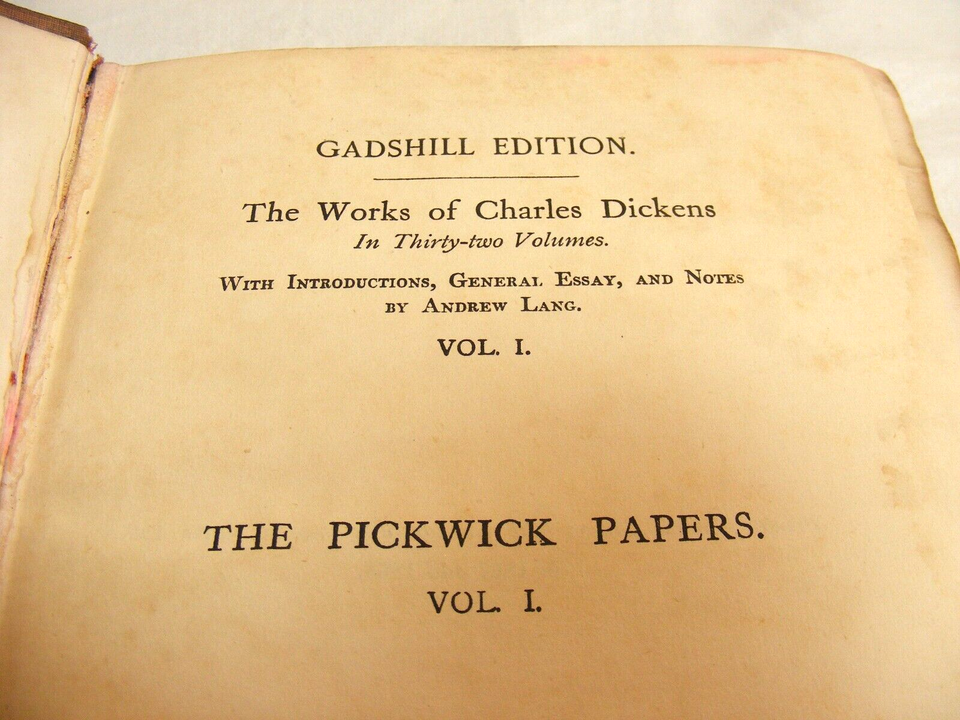 GADSHILL EDITION.
The Works of Charles Dickens
In Thirty-two Volumes.
With Introductions, General Essay, and Notes
by Andrew Lang.
VOL. I.
THE PICKWICK PAPERS.
VOL. I.